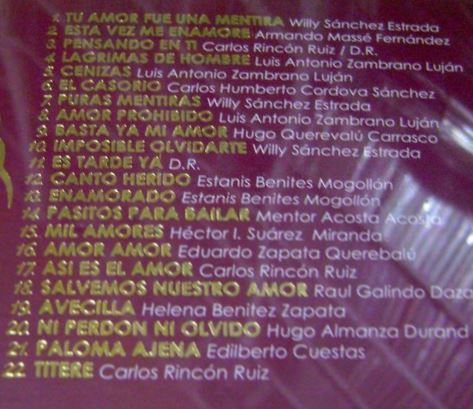 1. TU AMOR FUE UNA MENTIRA Willy Sánchez Estrada
2. ESTA VEZ ME ENAMORE Armando Massé Fernández
3. PENSANDO EN TI Carlos Rincón Ruiz / D.R.
4. LAGRIMAS DE HOMBRE Luis Antonio Zambrano Luján
5. CENIZAS Luis Antonio Zambrano Luján
6. EL CASORIO Carlos Humberto Cordova Sánchez
7. PURAS MENTIRAS Willy Sánchez Estrada
8. AMOR PROHIBIDO Luis Antonio Zambrano Luján
9. BASTA YA MI AMOR Hugo Querevalú Carrasco
10. IMPOSIBLE OLVIDARTE Willy Sánchez Estrada
11. ES TARDE YA D.R.
12. CANTO HERIDO Estanis Benites Mogollón
13. ENAMORADO Estanis Benites Mogollón
14. PASITOS PARA BAILAR Mentor Acosta Acosta
15. MIL AMORES Héctor I. Suárez Miranda
16. AMOR AMOR Eduardo Zapata Querebalú
17. ASI ES EL AMOR Carlos Rincón Ruiz
18. SALVEMOS NUESTRO AMOR Raul Galindo Daza
19. AVECILLA Helena Benitez Zapata
20. NI PERDON NI OLVIDO Hugo Almanza Durand
21. PALOMA AJENA Edilberto Cuestas
22. TITERE Carlos Rincón Ruiz